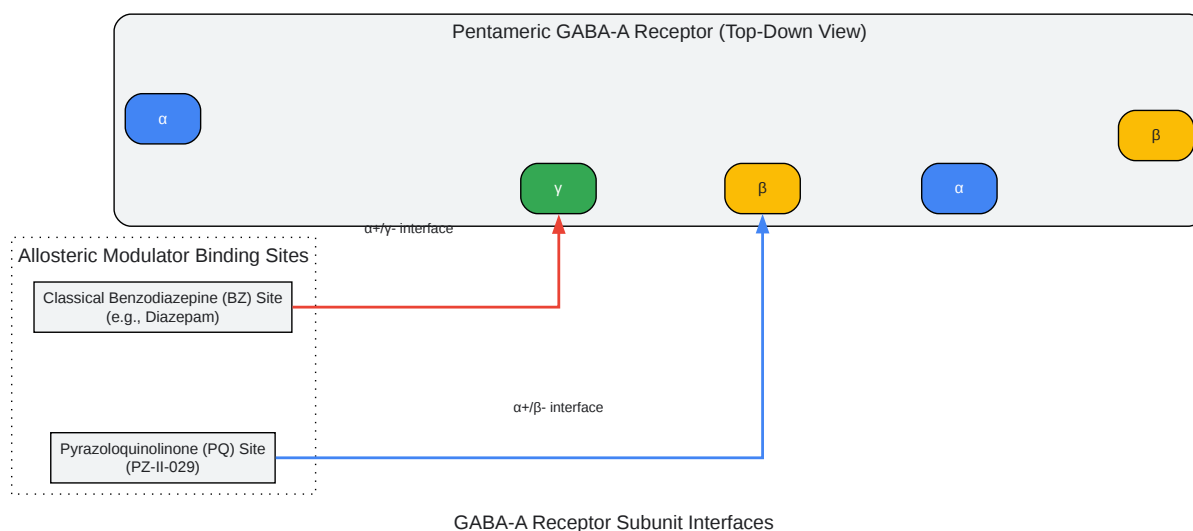 Pentameric GABA-A Receptor (Top-Down View)
α
β
γ
β
α
α+/γ- interface
Allosteric Modulator Binding Sites
Classical Benzodiazepine (BZ) Site
(e.g., Diazepam)
α+/β- interface
Pyrazoloquinolinone (PQ) Site
(PZ-II-029)
GABA-A Receptor Subunit Interfaces